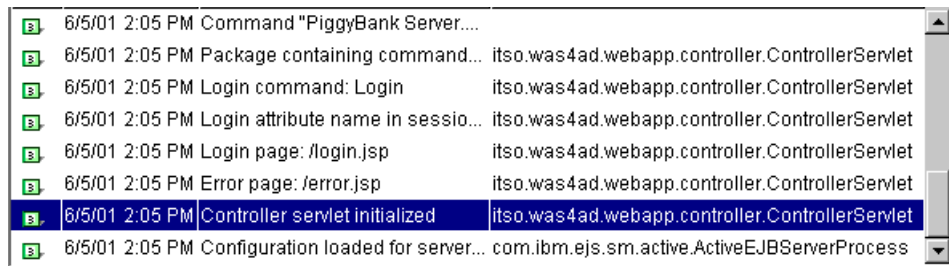 6/5/01 2:05 PM Command "PiggyBank Server....
6/5/01 2:05 PM Package containing command... itso.was4ad.webapp.controller.ControllerServlet
6/5/01 2:05 PM Login command: Login itso.was4ad.webapp.controller.ControllerServlet
6/5/01 2:05 PM Login attribute name in sessio... itso.was4ad.webapp.controller.ControllerServlet
6/5/01 2:05 PM Login page: /login.jsp itso.was4ad.webapp.controller.ControllerServlet
6/5/01 2:05 PM Error page: /error.jsp itso.was4ad.webapp.controller.ControllerServlet
6/5/01 2:05 PM Controller servlet initialized itso.was4ad.webapp.controller.ControllerServlet
6/5/01 2:05 PM Configuration loaded for server... com.ibm.ejs.sm.active.ActiveEJBServerProcess